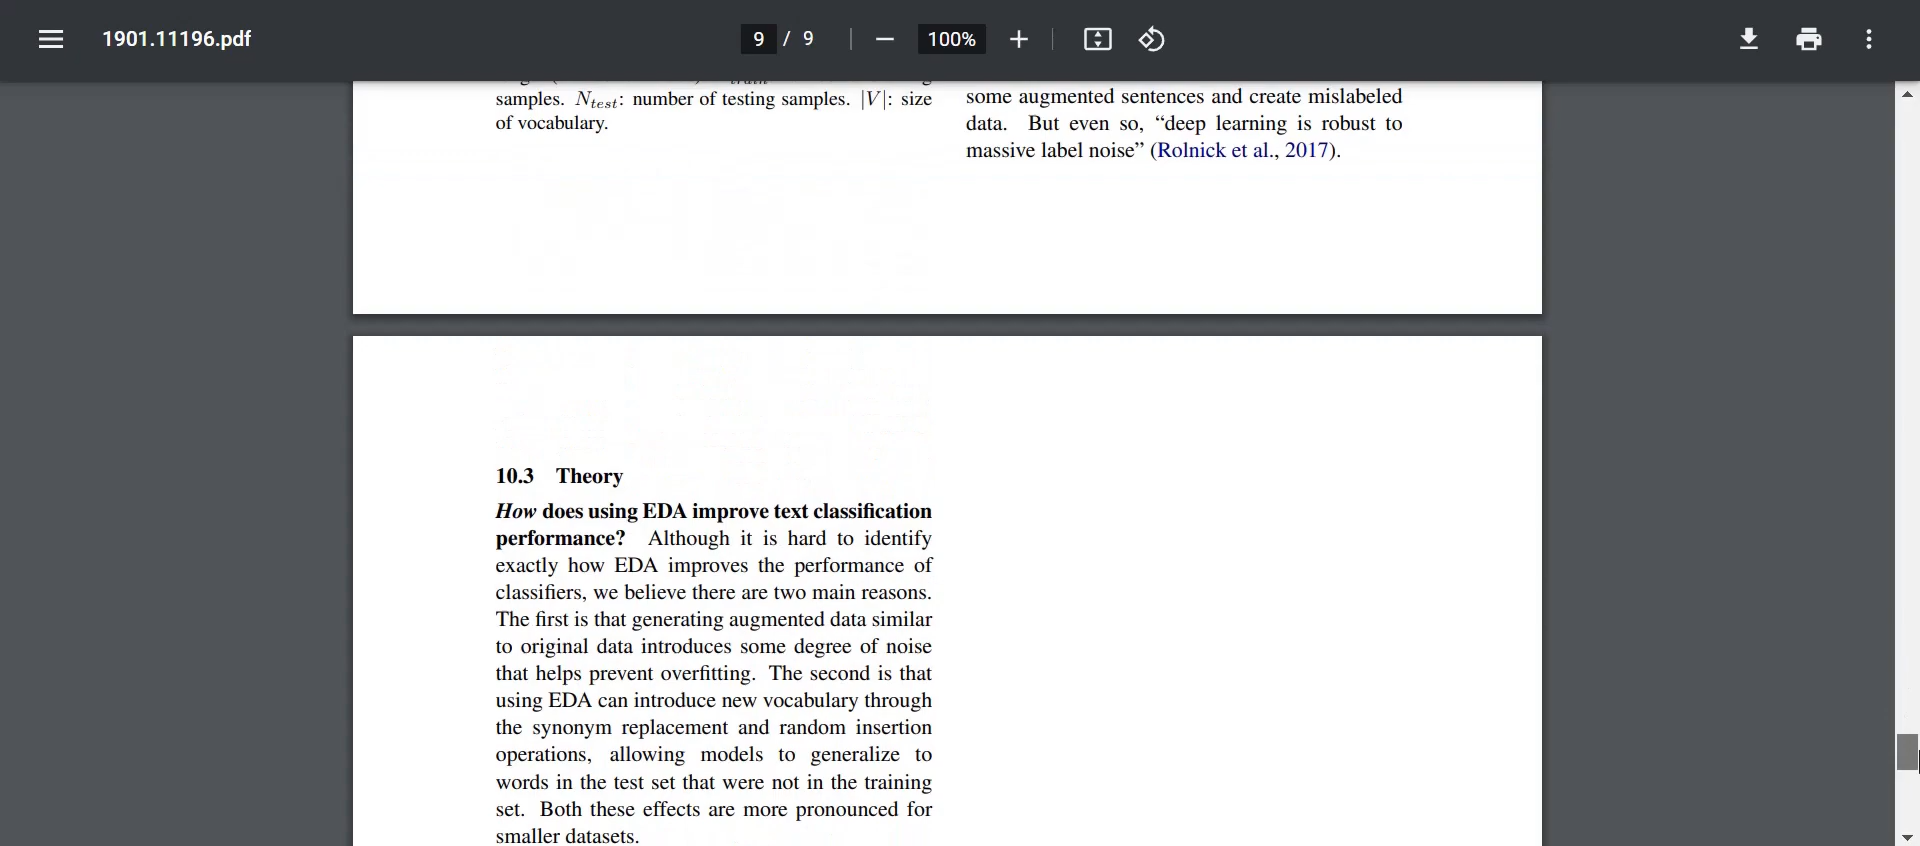 1901.11196.pdf
9 / 9
100%
samples. N_test: number of testing samples. |V|: size
of vocabulary.
some augmented sentences and create mislabeled
data. But even so, “deep learning is robust to
massive label noise” (Rolnick et al., 2017).
10.3 Theory
How does using EDA improve text classification
performance? Although it is hard to identify
exactly how EDA improves the performance of
classifiers, we believe there are two main reasons.
The first is that generating augmented data similar
to original data introduces some degree of noise
that helps prevent overfitting. The second is that
using EDA can introduce new vocabulary through
the synonym replacement and random insertion
operations, allowing models to generalize to
words in the test set that were not in the training
set. Both these effects are more pronounced for
smaller datasets.